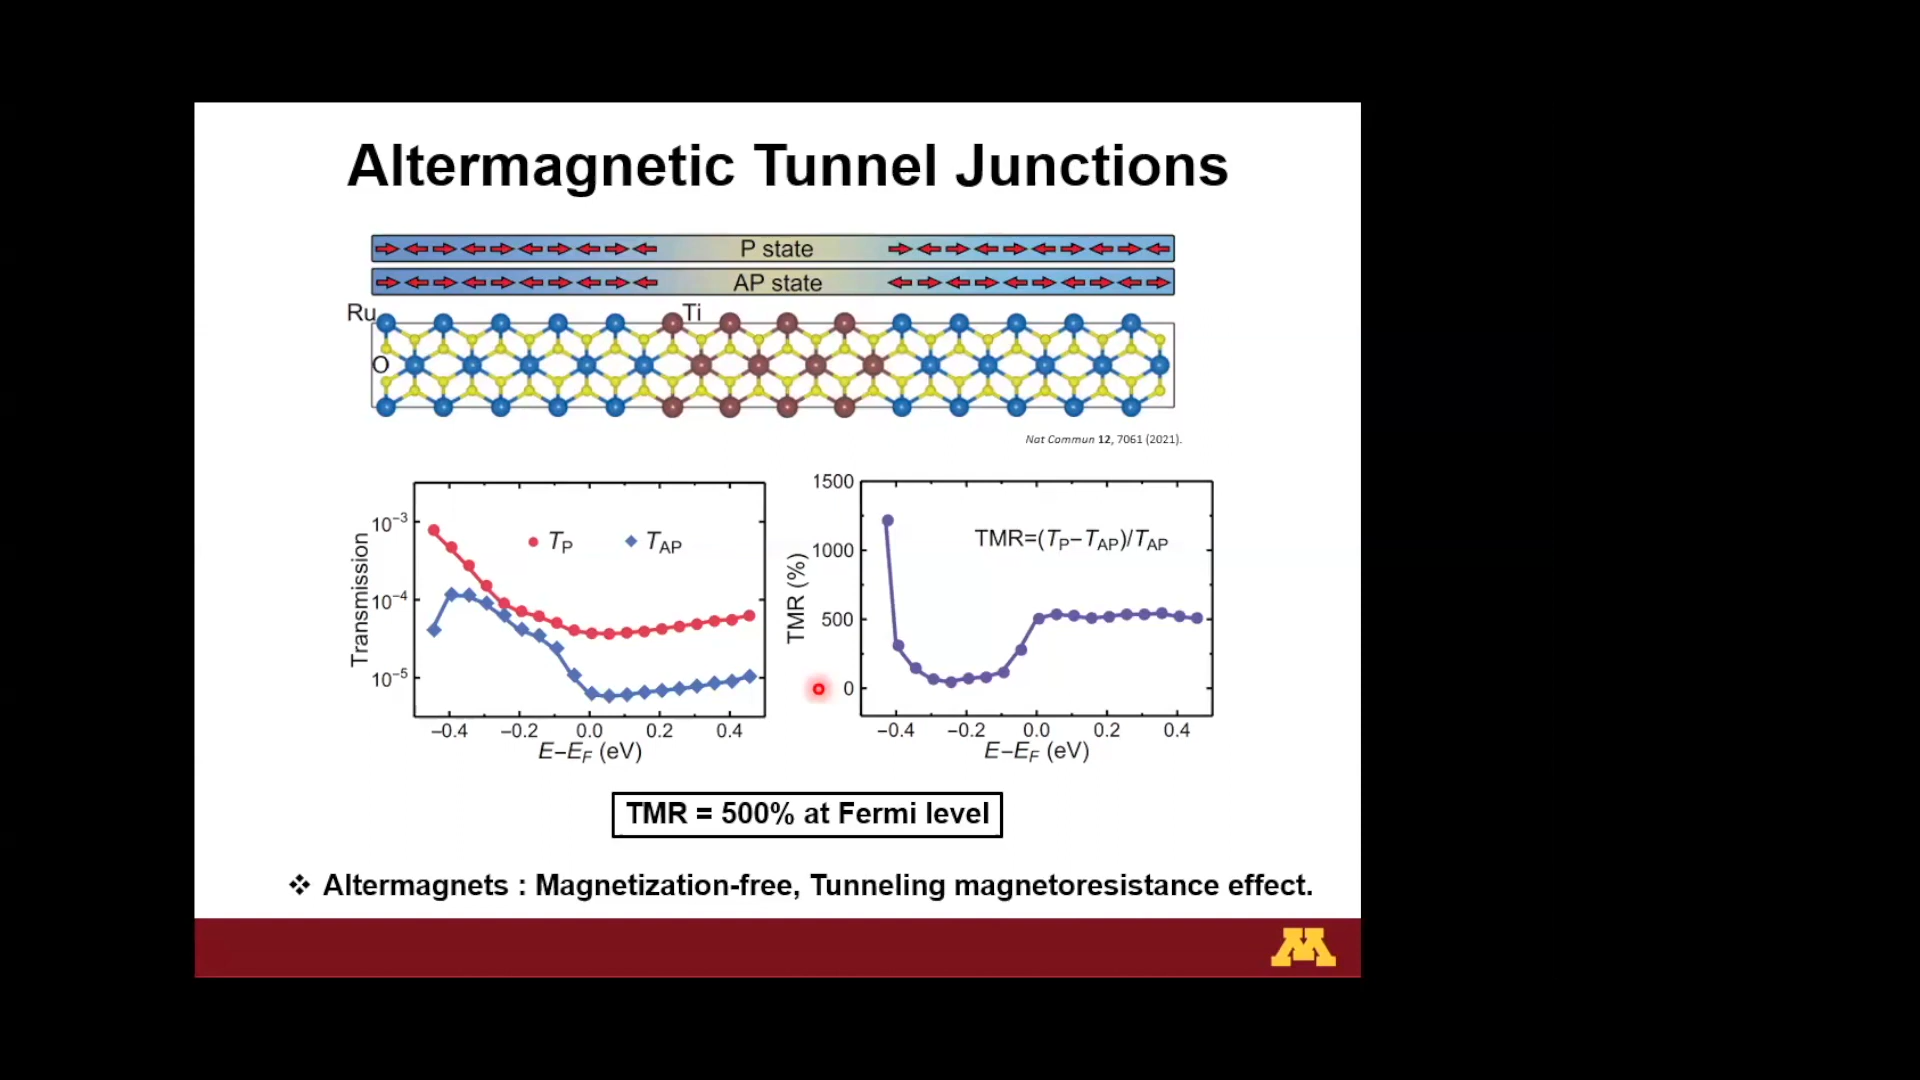 Altermagnetic Tunnel Junctions
P state
AP state
Ru
Ti
O
Nat Commun 12, 7061 (2021).
10⁻³
10⁻⁴
10⁻⁵
Transmission
T_P
T_AP
−0.4 −0.2 0.0 0.2 0.4
E−E_F (eV)
1500
1000
500
0
TMR (%)
TMR=(T_P−T_AP)/T_AP
−0.4 −0.2 0.0 0.2 0.4
E−E_F (eV)
TMR = 500% at Fermi level
❖ Altermagnets : Magnetization-free, Tunneling magnetoresistance effect.
M